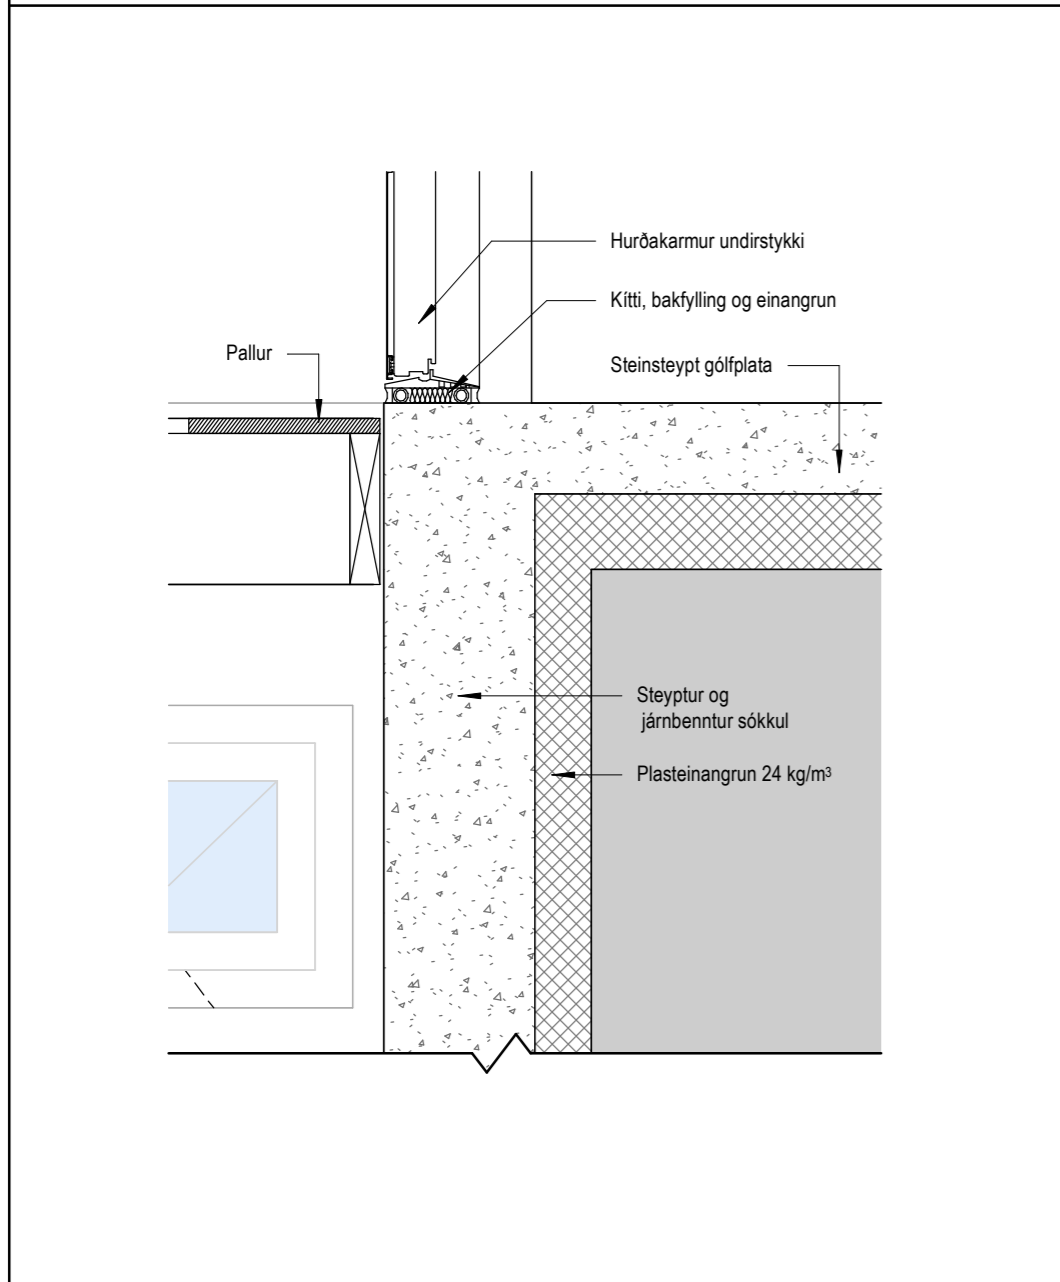 Hurðakarmur undirstykki
Kítti, bakfylling og einangrun
Pallur
Steinsteypt gólfplata
Steyptur og
járnbenntur sókkul
Plasteinangrun 24 kg/m³